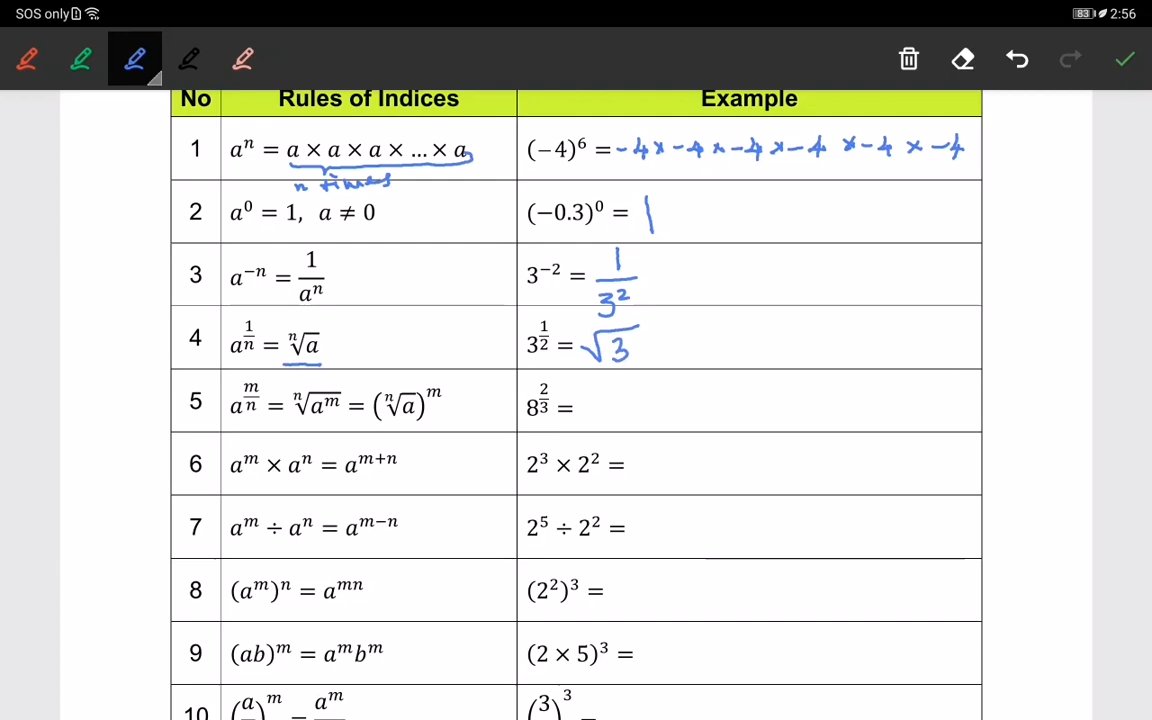 SOS only 83 2:56
No Rules of Indices Example
1 aⁿ = a × a × a × ... × a (−4)⁶ = -4 × -4 × -4 × -4 × -4 × -4
n times
2 a⁰ = 1, a ≠ 0 (−0.3)⁰ = 1
3 a⁻ⁿ = 1/aⁿ 3⁻² = 1/3²
4 a^(1/n) = ⁿ√a 3^(1/2) = √3
5 a^(m/n) = ⁿ√(aᵐ) = (ⁿ√a)ᵐ 8^(2/3) =
6 aᵐ × aⁿ = aᵐ⁺ⁿ 2³ × 2² =
7 aᵐ ÷ aⁿ = aᵐ⁻ⁿ 2⁵ ÷ 2² =
8 (aᵐ)ⁿ = aᵐⁿ (2²)³ =
9 (ab)ᵐ = aᵐbᵐ (2 × 5)³ =
10 (a)ᵐ = aᵐ (3)³ =